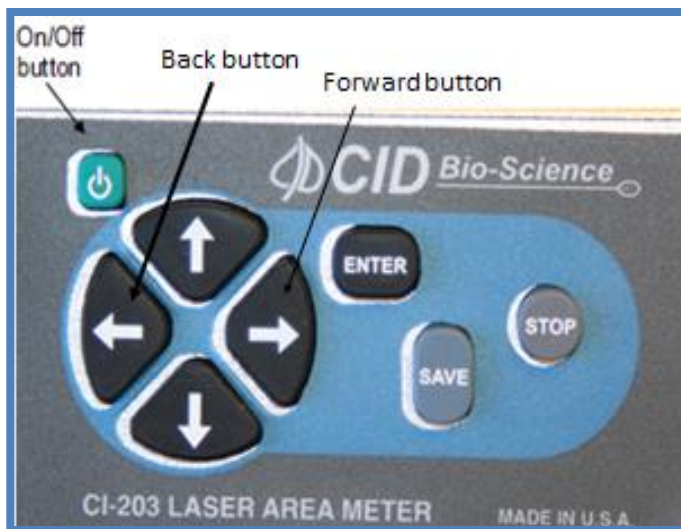 On/Off
button
Back button
Forward button
CID Bio-Science
ENTER
STOP
SAVE
CI-203 LASER AREA METER
MADE IN U.S.A.